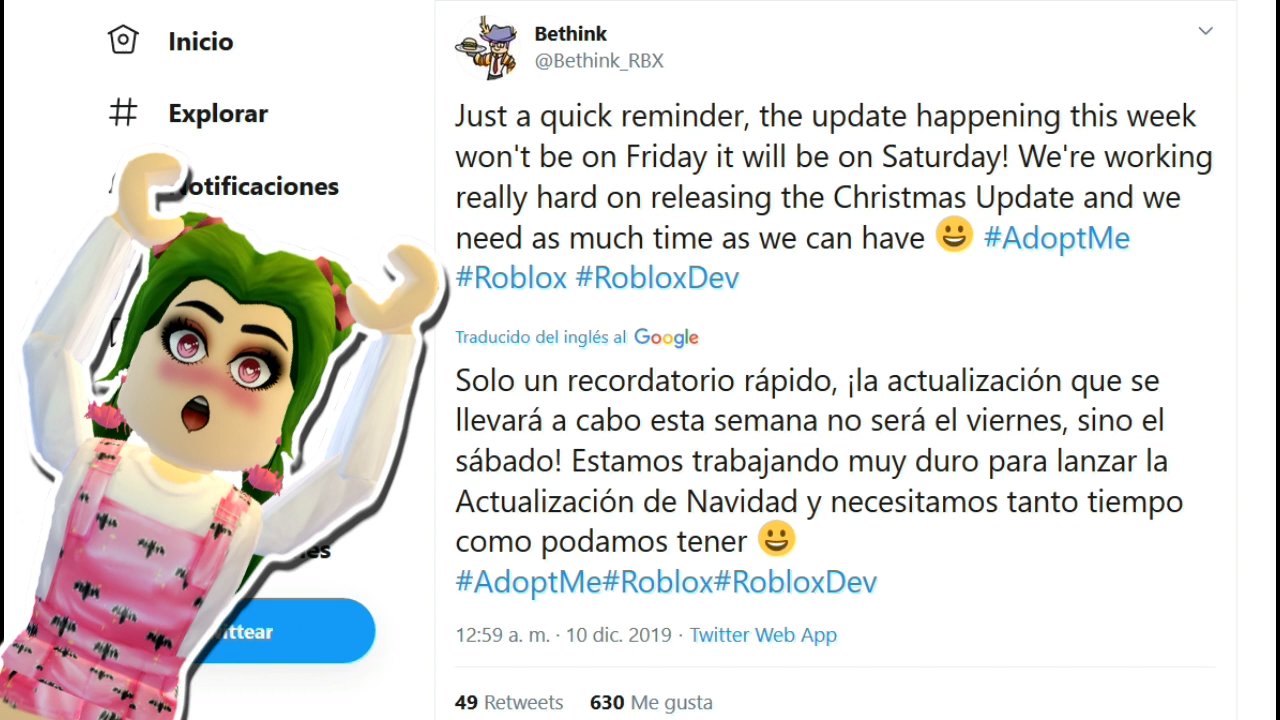 Inicio
Explorar
Bethink
@Bethink_RBX
Just a quick reminder, the update happening this week
won't be on Friday it will be on Saturday! We're working
really hard on releasing the Christmas Update and we
need as much time as we can have 😀 #AdoptMe
#Roblox #RobloxDev
Traducido del inglés al Google
Solo un recordatorio rápido, ¡la actualización que se
llevará a cabo esta semana no será el viernes, sino el
sábado! Estamos trabajando muy duro para lanzar la
Actualización de Navidad y necesitamos tanto tiempo
como podamos tener 😀
#AdoptMe#Roblox#RobloxDev
12:59 a. m. · 10 dic. 2019 · Twitter Web App
49 Retweets 630 Me gusta